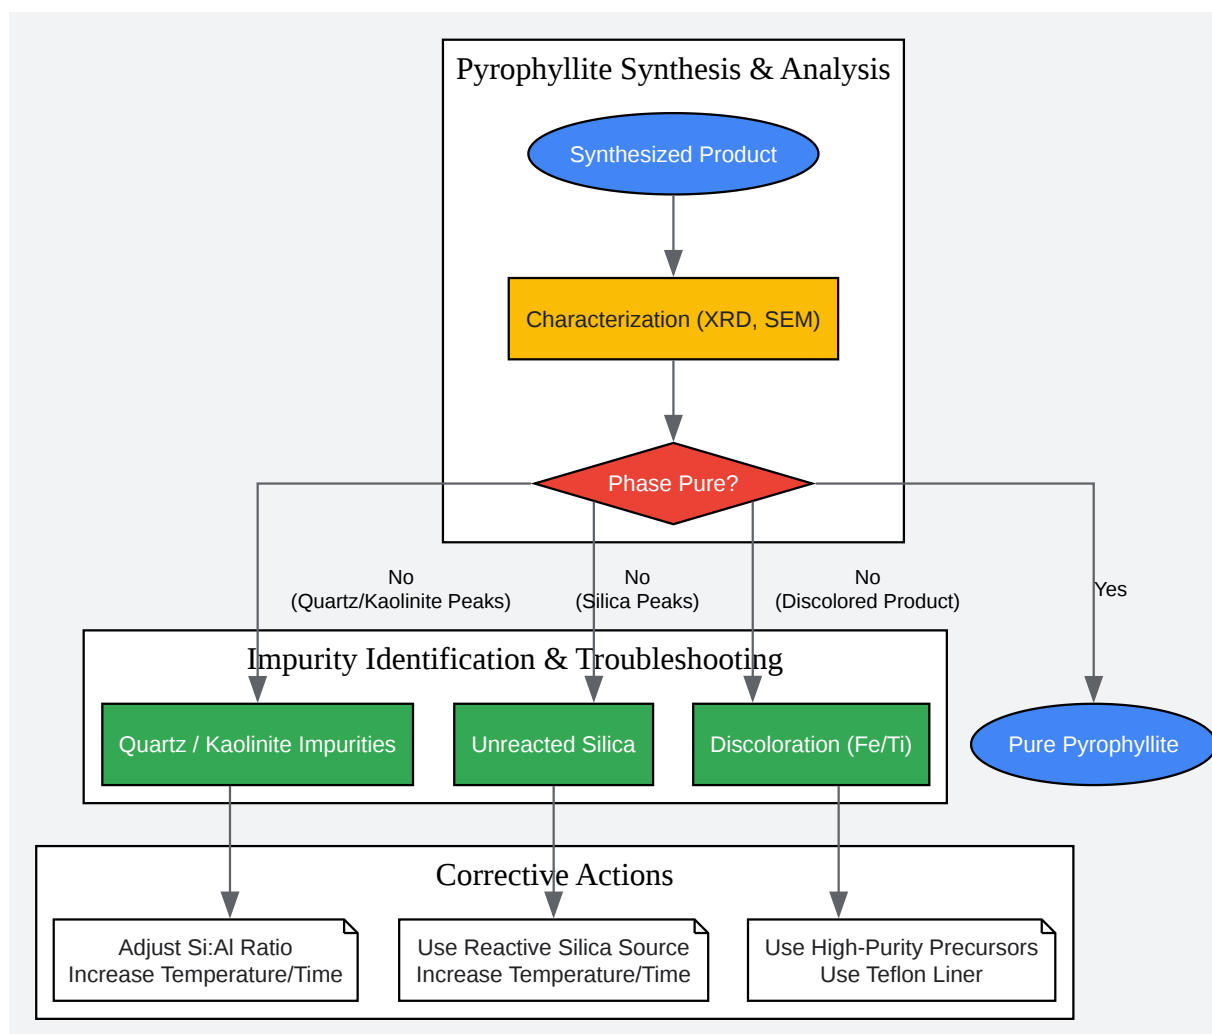 Pyrophyllite Synthesis & Analysis
Synthesized Product
Characterization (XRD, SEM)
Phase Pure?
No
(Quartz/Kaolinite Peaks)
No
(Silica Peaks)
No
(Discolored Product)
Yes
Impurity Identification & Troubleshooting
Quartz / Kaolinite Impurities
Unreacted Silica
Discoloration (Fe/Ti)
Pure Pyrophyllite
Corrective Actions
Adjust Si:Al Ratio
Increase Temperature/Time
Use Reactive Silica Source
Increase Temperature/Time
Use High-Purity Precursors
Use Teflon Liner